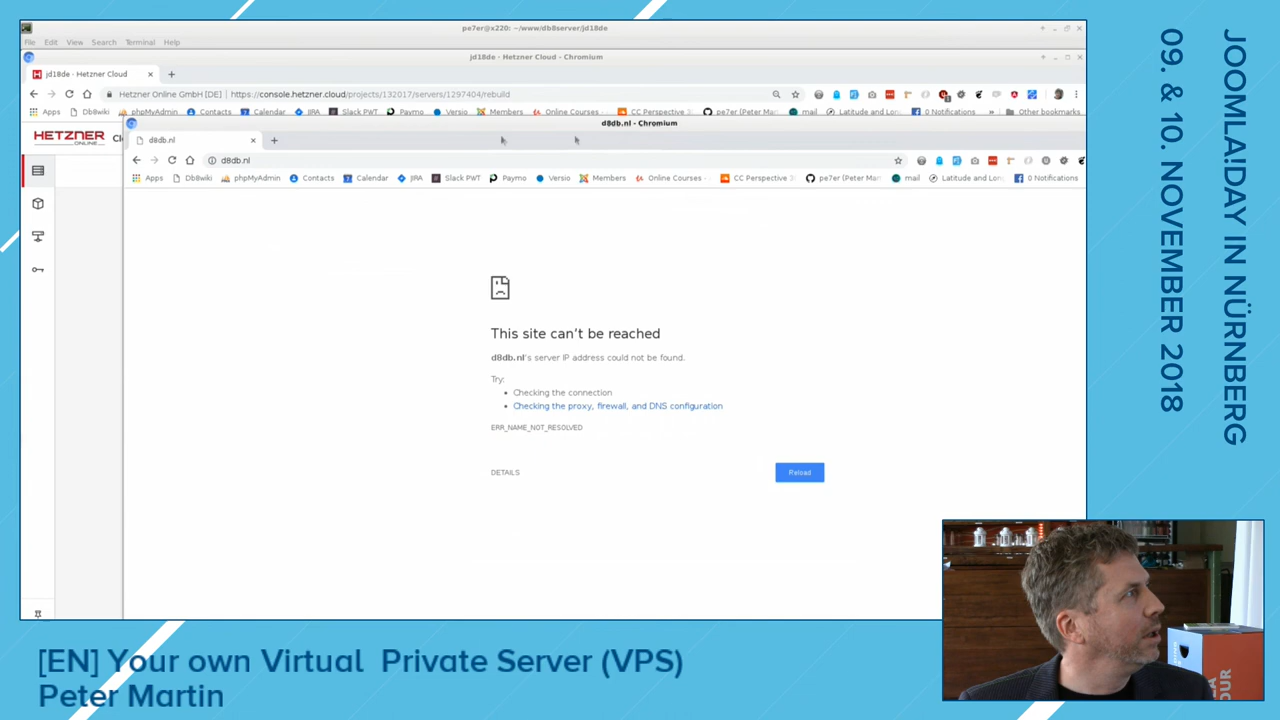 pe7er@x220: ~/www/db8server/jd18de
File Edit View Search Terminal Help
jd18de · Hetzner Cloud - Chromium
jd18de · Hetzner Cloud
Hetzner Online GmbH [DE] | https://console.hetzner.cloud/projects/132017/servers/1297404/rebuild
Apps Db8wiki phpMyAdmin Contacts Calendar JIRA Slack PWT Paymo Versio Members Online Courses CC Perspective pe7er (Peter Mar mail Latitude and Lon 0 Notifications » Other bookmarks
HETZNER
ONLINE
d8db.nl - Chromium
d8db.nl
d8db.nl
Apps Db8wiki phpMyAdmin Contacts Calendar JIRA Slack PWT Paymo Versio Members Online Courses - CC Perspective pe7er (Peter Mar mail Latitude and Lon 0 Notifications
This site can't be reached
d8db.nl's server IP address could not be found.
Try:
• Checking the connection
• Checking the proxy, firewall, and DNS configuration
ERR_NAME_NOT_RESOLVED
DETAILS
Reload
JOOMLA!DAY IN NÜRNBERG
09. & 10. NOVEMBER 2018
[EN] Your own Virtual Private Server (VPS)
Peter Martin